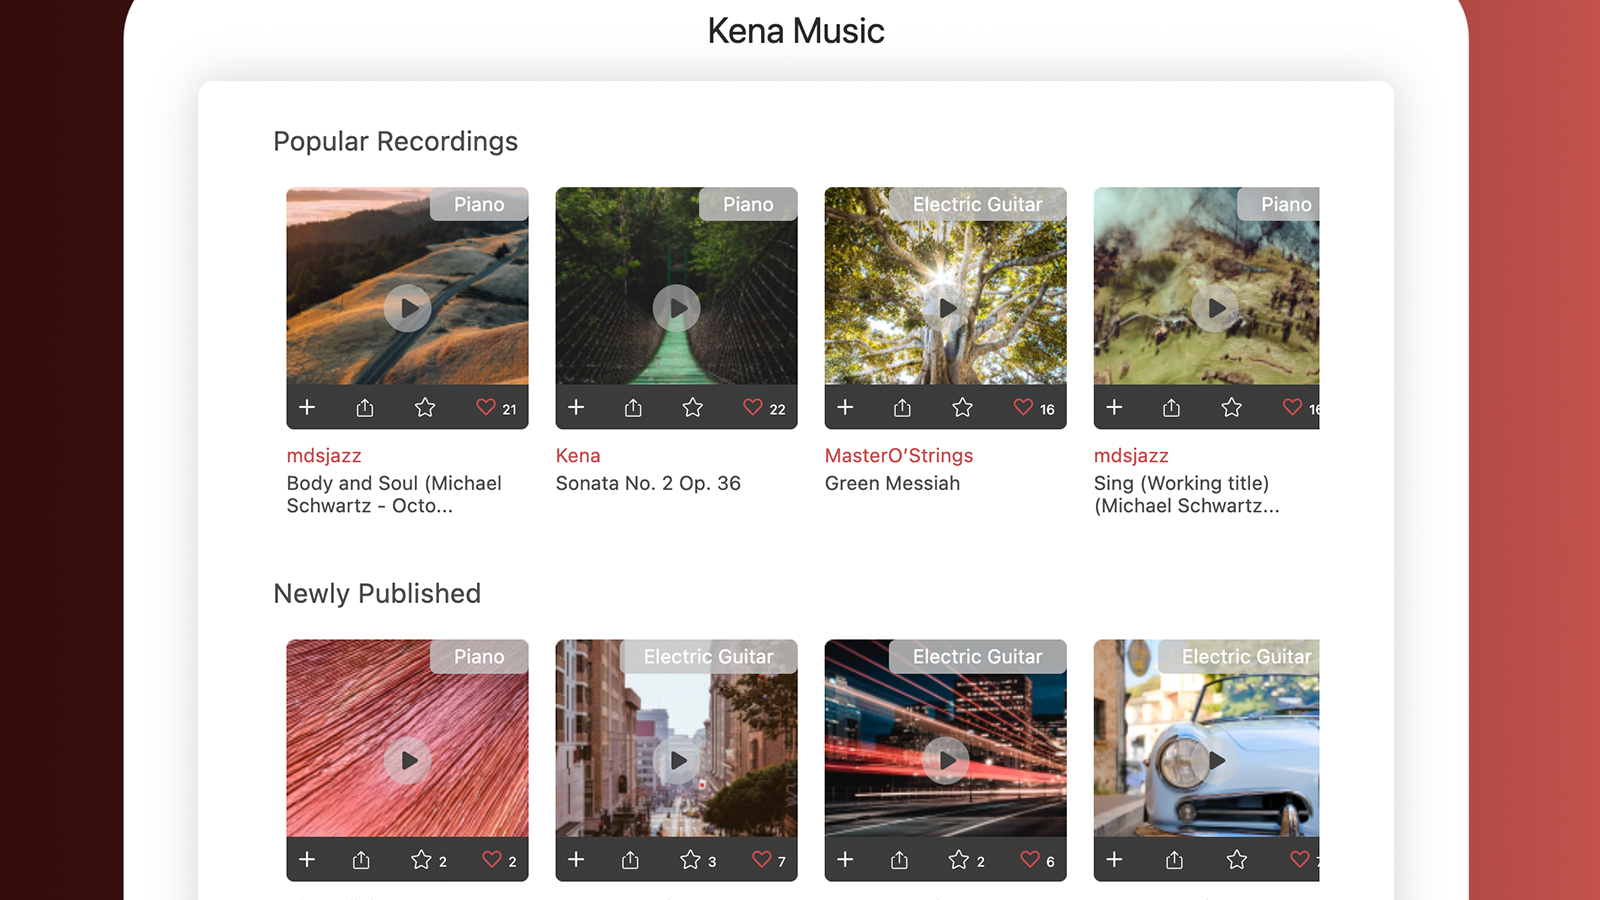 Kena Music
Popular Recordings
Piano
Piano
Electric Guitar
Piano
21
22
16
mdsjazz
Kena
MasterO’Strings
mdsjazz
Body and Soul (Michael
Schwartz - Octo...
Sonata No. 2 Op. 36
Green Messiah
Sing (Working title)
(Michael Schwartz...
Newly Published
Piano
Electric Guitar
Electric Guitar
Electric Guitar
2 2
3 7
2 6